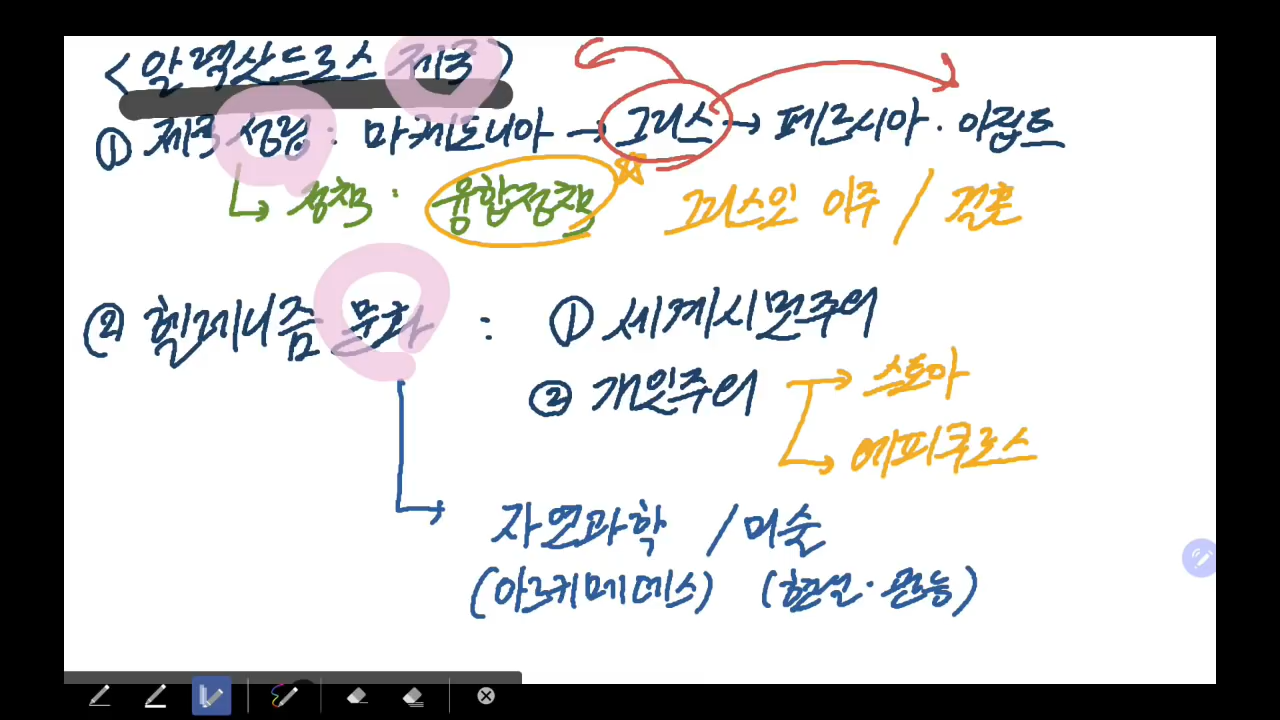 <알렉산드로스 제국>
① 제국 성립 : 마케도니아 → 그리스 → 페르시아 · 이집트
↳ 정책 · 융합정책 ☆ 그리스인 이주 / 결혼
② 헬레니즘 문화 : ① 세계시민주의
② 개인주의 → 스토아
→ 에피쿠로스
→ 자연과학 / 미술
(아르키메데스) (현실 · 관능)